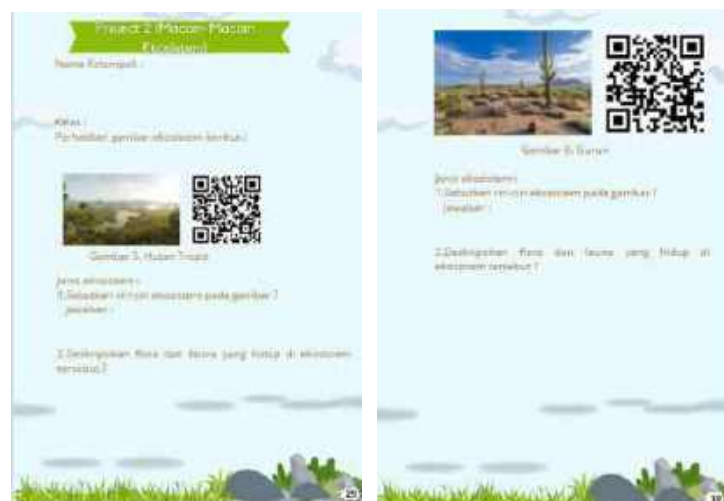 Project 2 (Macam-Macam
Ekosistem)
Nama Kelompok :
Kelas :
Perhatikan gambar ekosistem berikut!
Gambar 5. Hutan Tropis
Jenis ekosistem :
1.Sebutkan ciri-ciri ekosistem pada gambar ?
Jawaban :
2.Deskripsikan flora dan fauna yang hidup di ekosistem
tersebut ?
Gambar 6. Gurun
Jenis ekosistem :
1.Sebutkan ciri-ciri ekosistem pada gambar ?
Jawaban :
2.Deskripsikan flora dan fauna yang hidup di
ekosistem tersebut ?